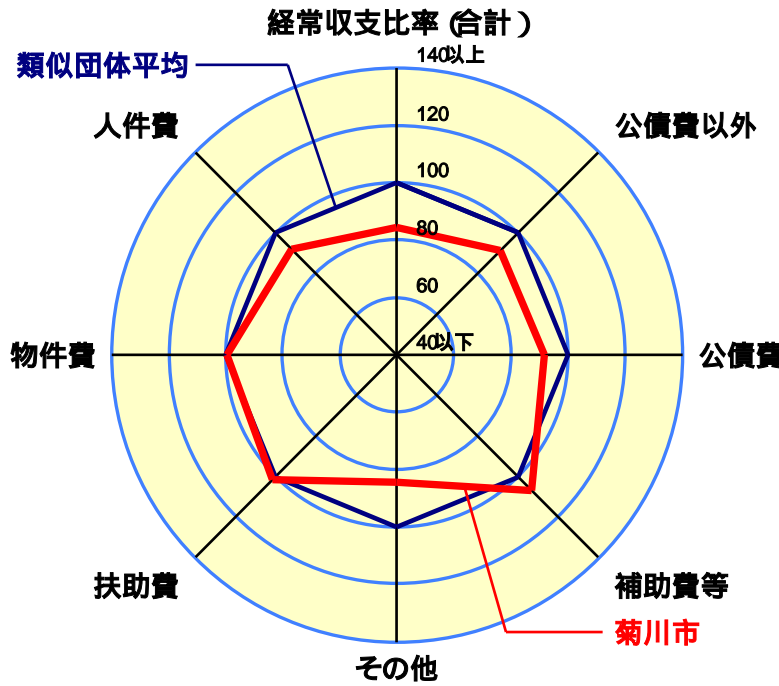 経常収支比率（合計）
140以上
類似団体平均
120
人件費
公債費以外
100
80
60
40以下
物件費
公債費
扶助費
補助費等
菊川市
その他